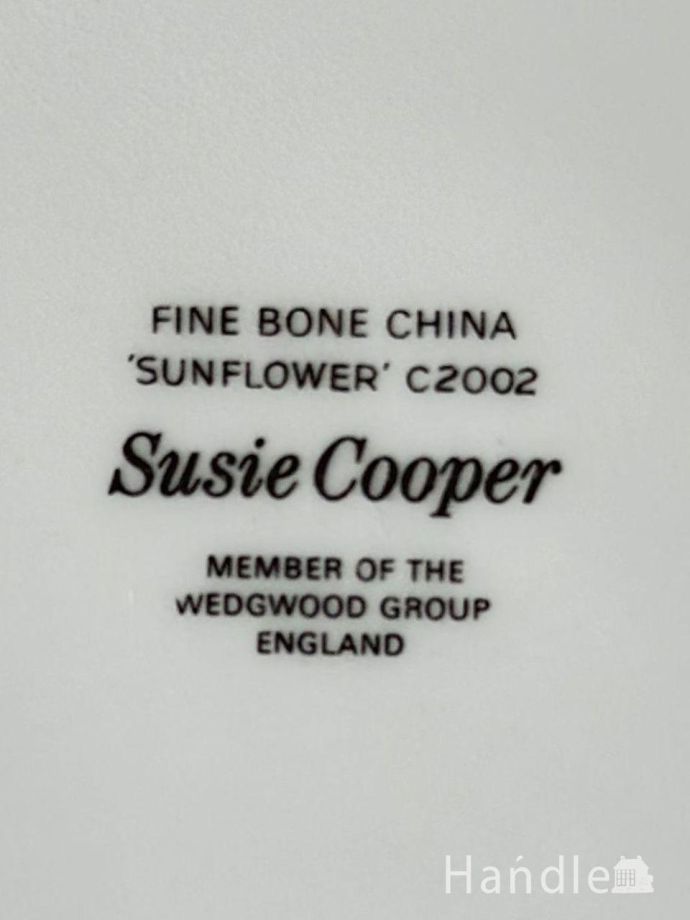 FINE BONE CHINA
'SUNFLOWER' C2002
Susie Cooper
MEMBER OF THE
WEDGWOOD GROUP
ENGLAND
Handle